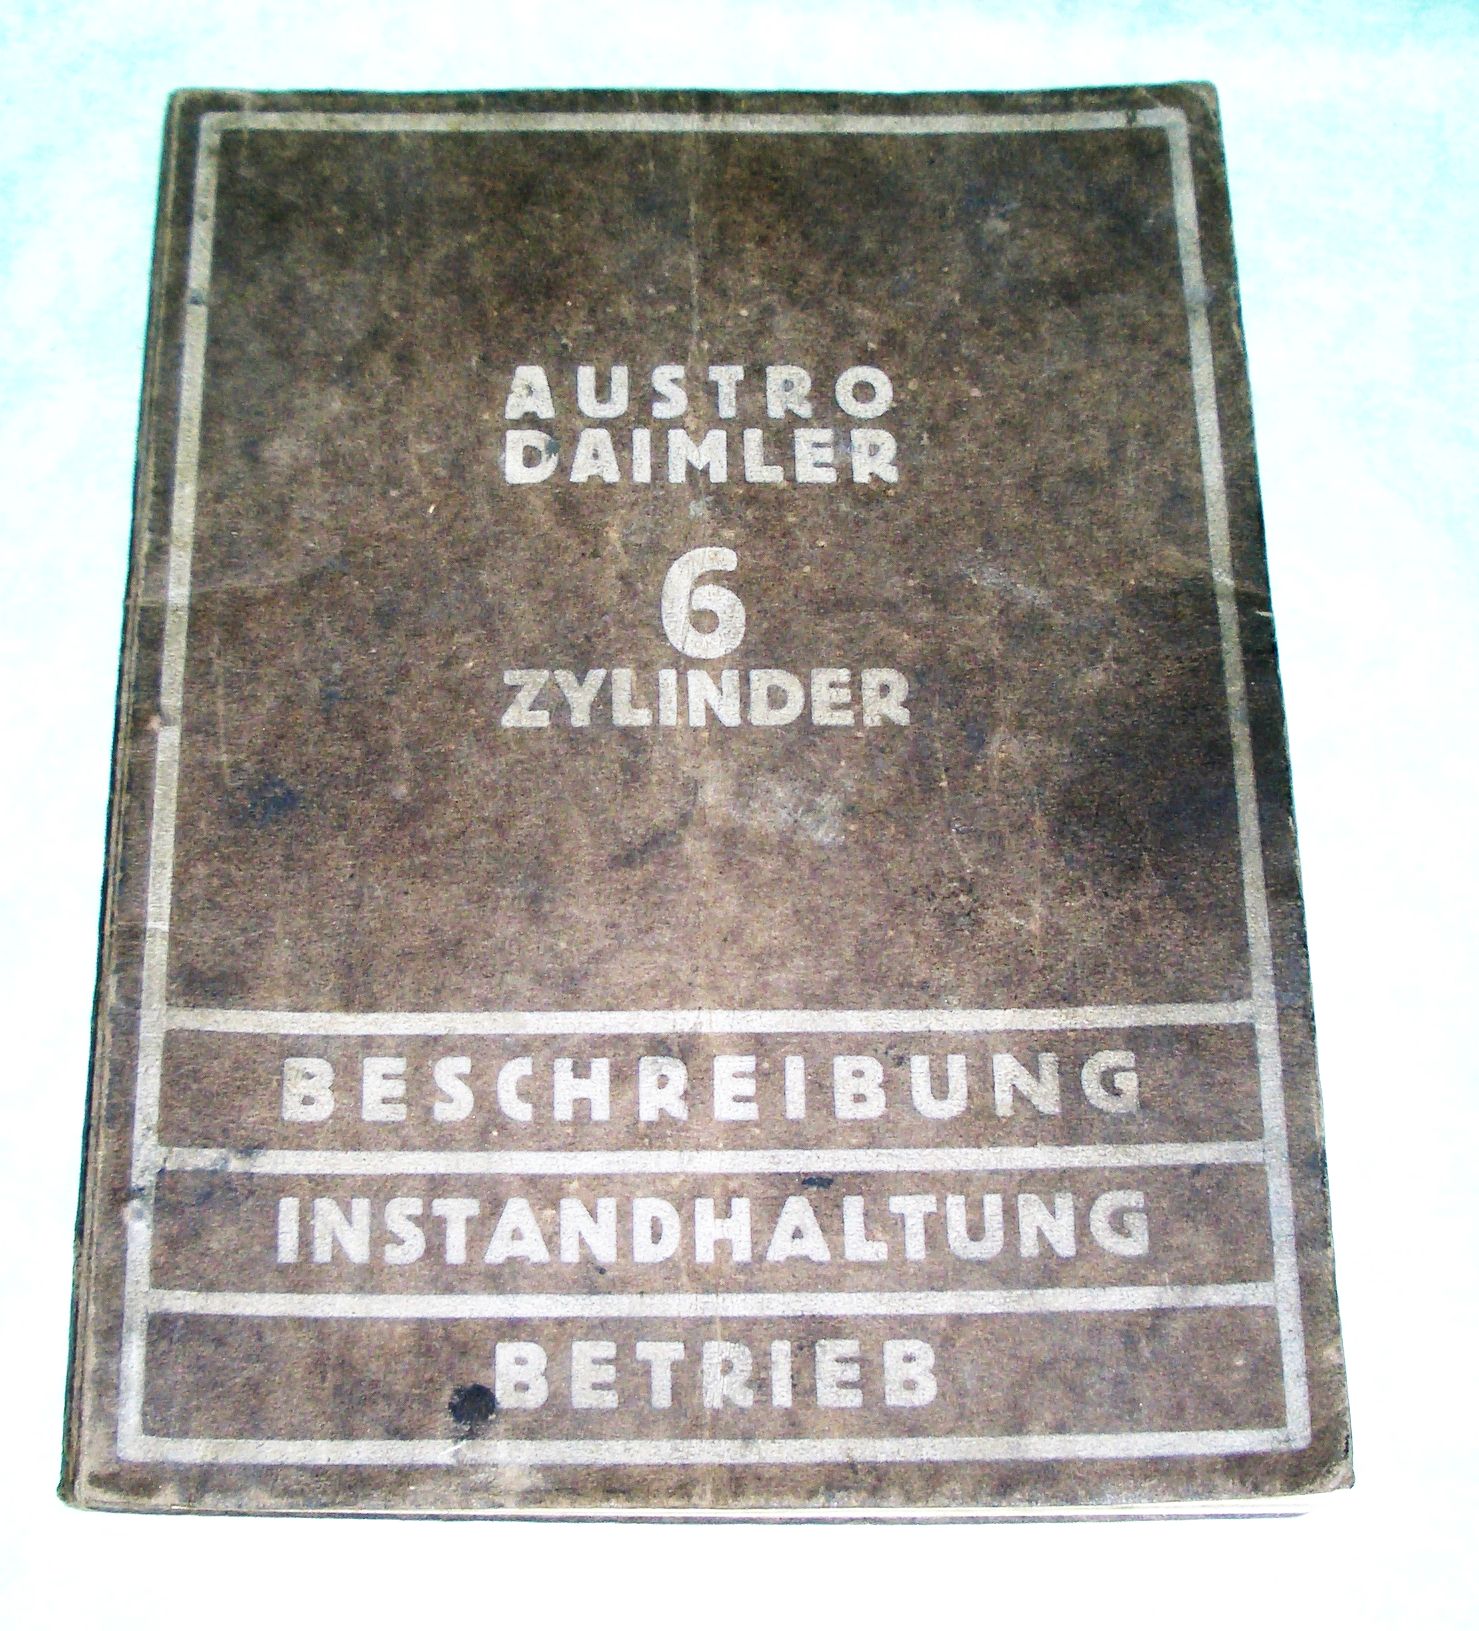 AUSTRO
DAIMLER
6
ZYLINDER
BESCHREIBUNG
INSTANDHALTUNG
BETRIEB